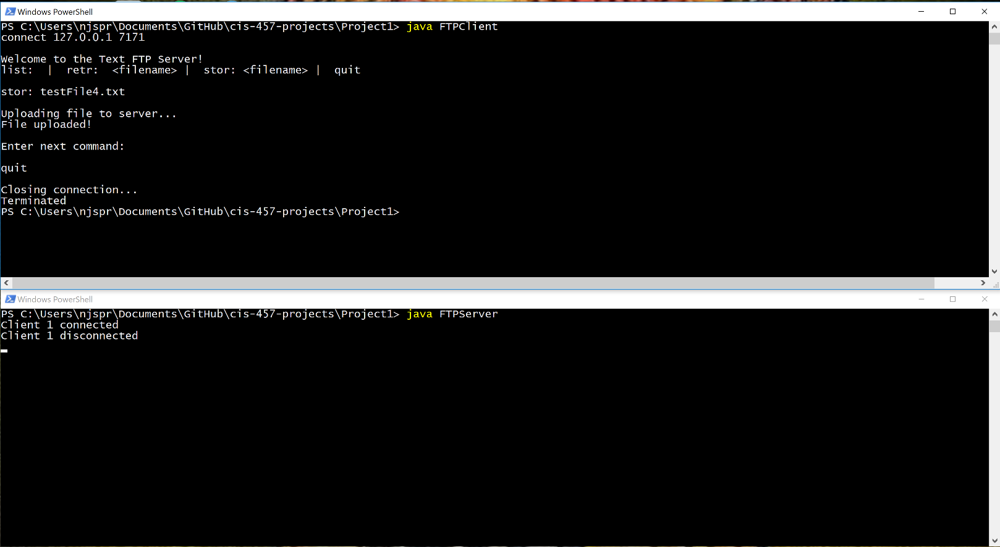 Windows PowerShell
PS C:\Users\njspr\Documents\GitHub\cis-457-projects\Project1> java FTPClient
connect 127.0.0.1 7171
Welcome to the Text FTP Server!
list:  |  retr:  <filename> |  stor: <filename> |  quit
stor: testFile4.txt
Uploading file to server...
File uploaded!
Enter next command:
quit
Closing connection...
Terminated
PS C:\Users\njspr\Documents\GitHub\cis-457-projects\Project1>
Windows PowerShell
PS C:\Users\njspr\Documents\GitHub\cis-457-projects\Project1> java FTPServer
Client 1 connected
Client 1 disconnected